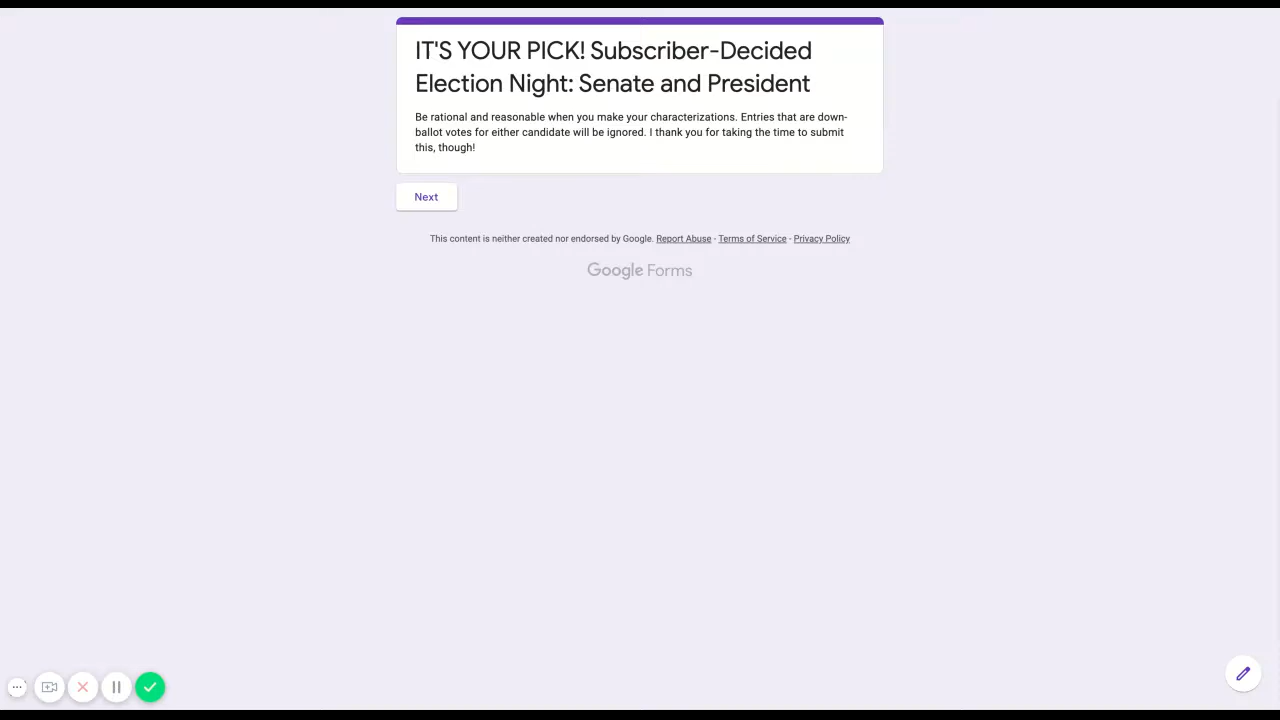 IT'S YOUR PICK! Subscriber-Decided
Election Night: Senate and President
Be rational and reasonable when you make your characterizations. Entries that are down-
ballot votes for either candidate will be ignored. I thank you for taking the time to submit
this, though!
Next
This content is neither created nor endorsed by Google. Report Abuse - Terms of Service - Privacy Policy
Google Forms